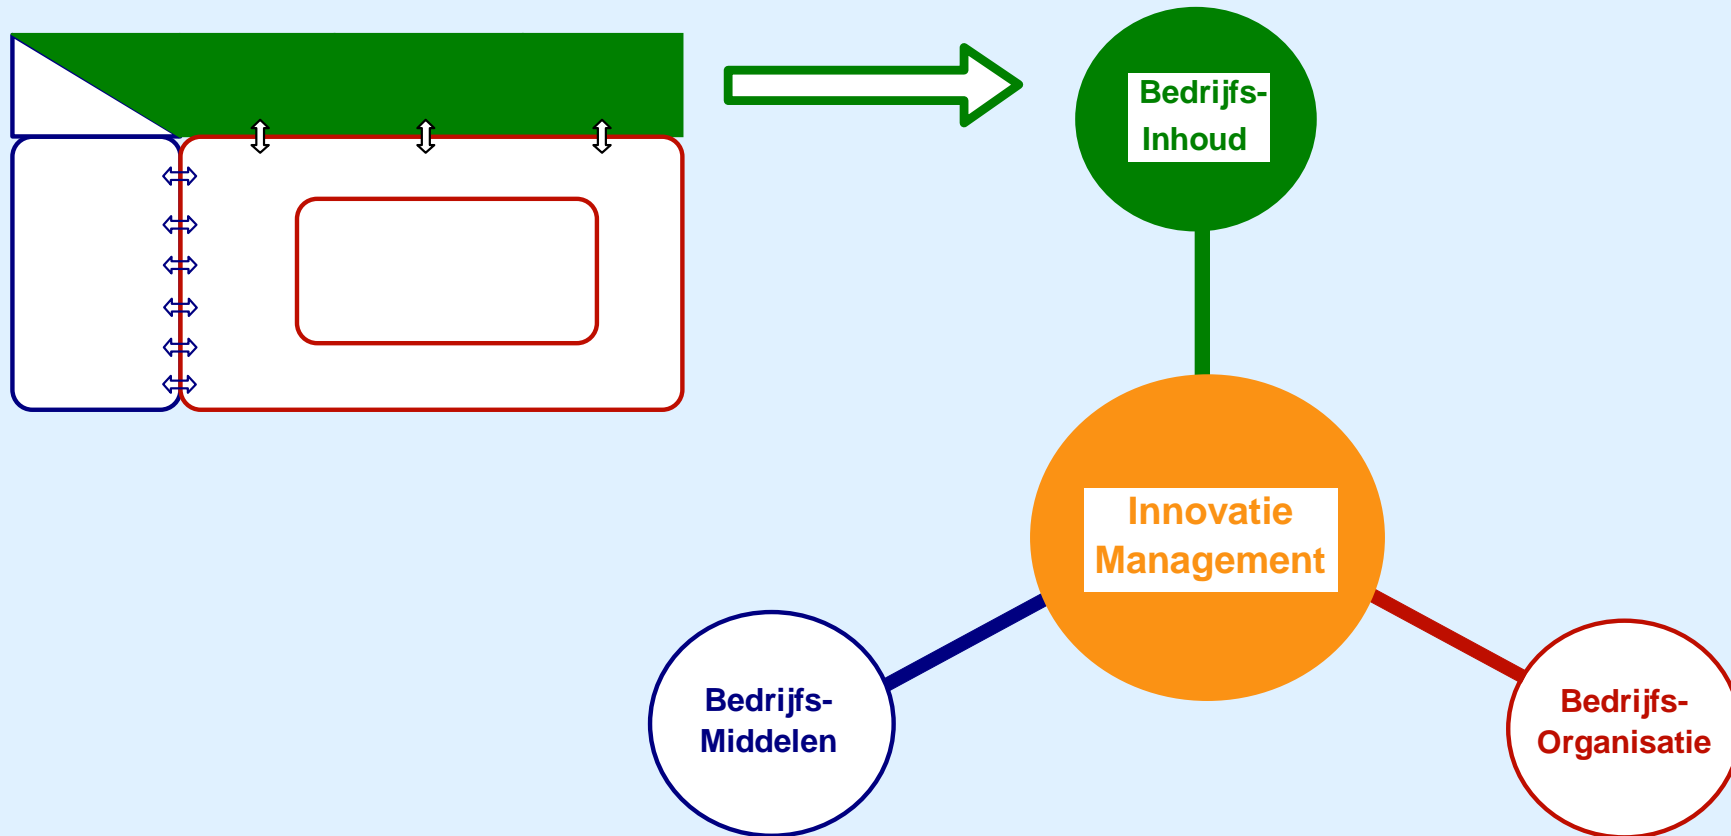 Bedrijfs-
Inhoud
Innovatie
Management
Bedrijfs-
Middelen
Bedrijfs-
Organisatie